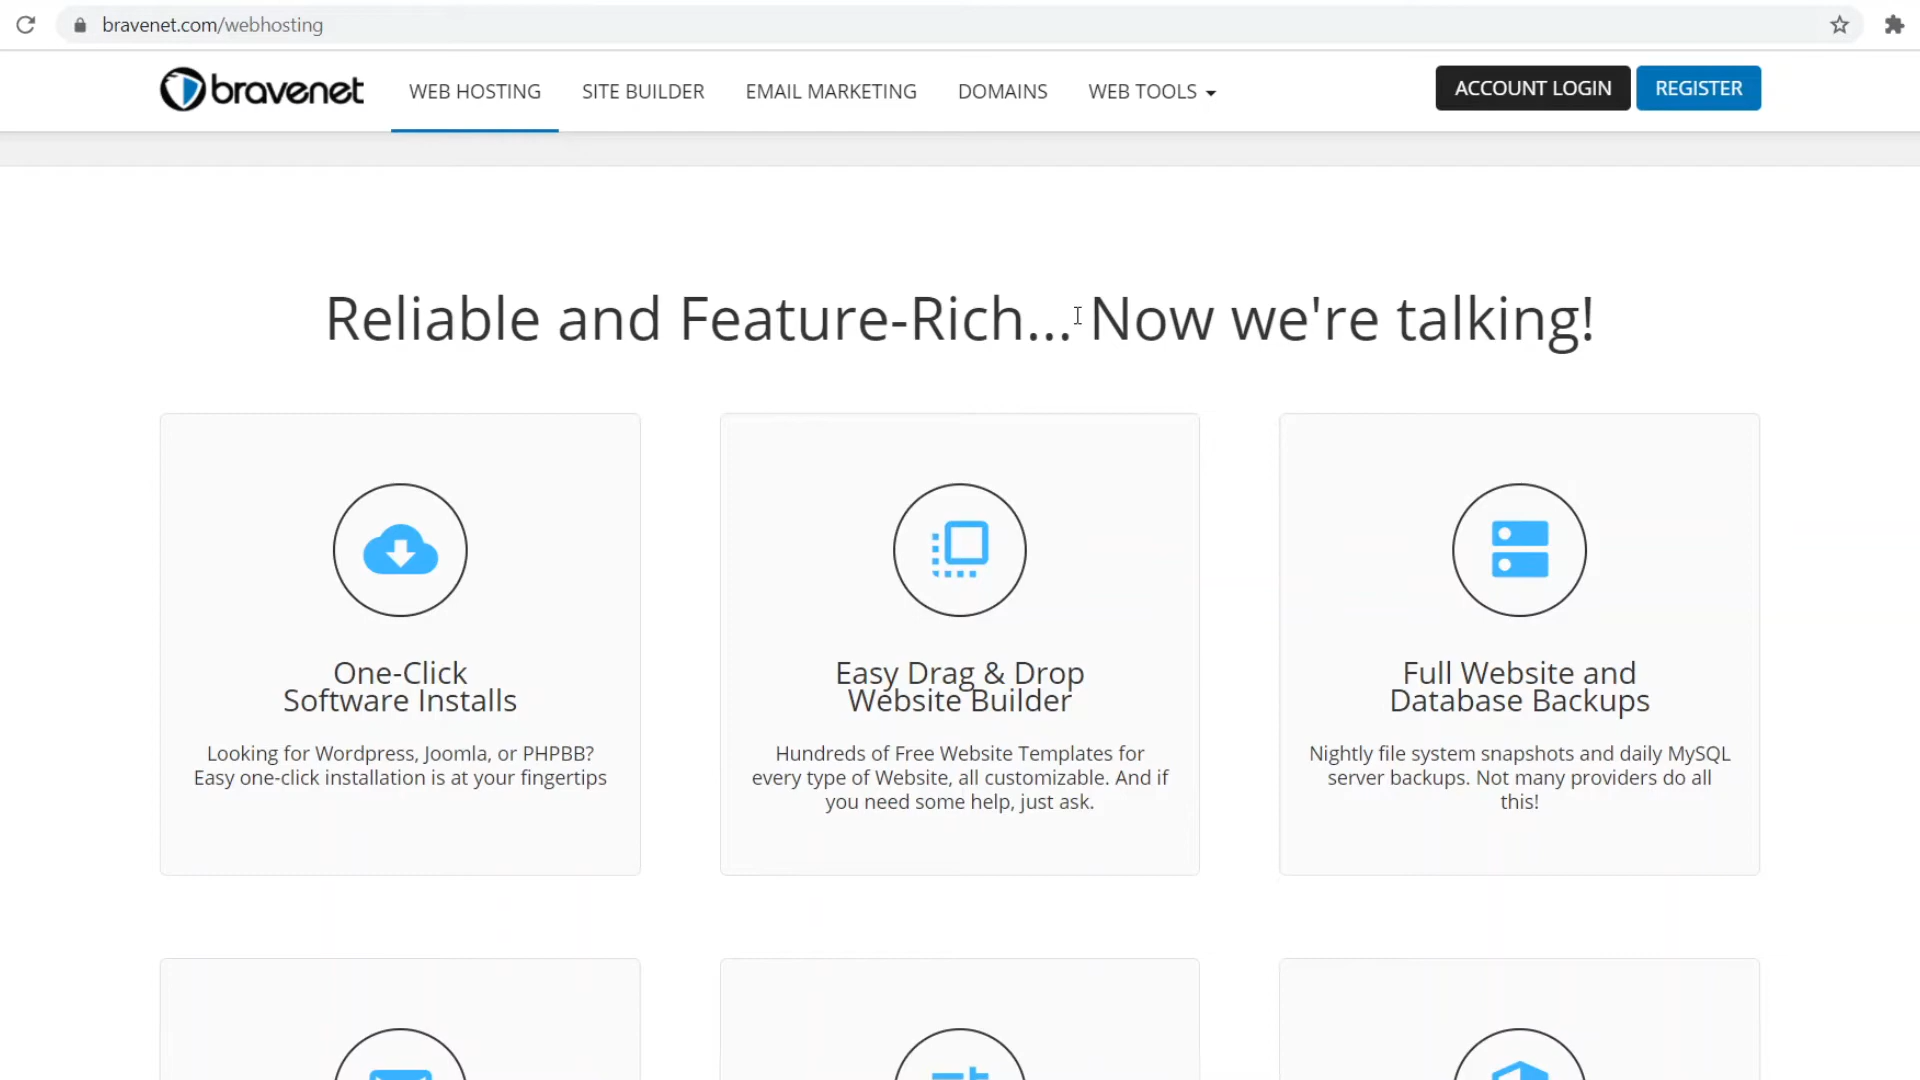 bravenet.com/webhosting
bravenet
WEB HOSTING
SITE BUILDER
EMAIL MARKETING
DOMAINS
WEB TOOLS
ACCOUNT LOGIN
REGISTER
Reliable and Feature-Rich... Now we're talking!
One-Click
Software Installs
Looking for Wordpress, Joomla, or PHPBB?
Easy one-click installation is at your fingertips
Easy Drag & Drop
Website Builder
Hundreds of Free Website Templates for
every type of Website, all customizable. And if
you need some help, just ask.
Full Website and
Database Backups
Nightly file system snapshots and daily MySQL
server backups. Not many providers do all
this!